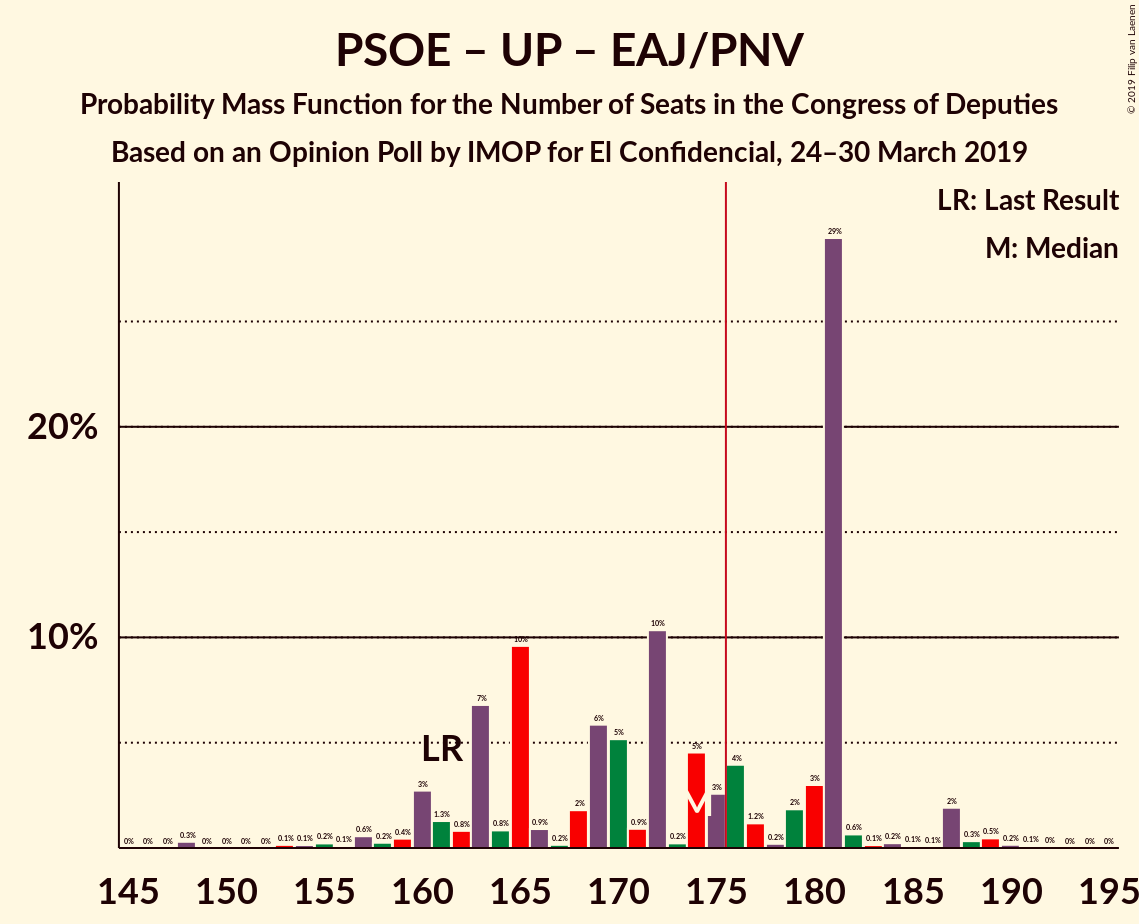 PSOE – UP – EAJ/PNV
Probability Mass Function for the Number of Seats in the Congress of Deputies
Based on an Opinion Poll by IMOP for El Confidencial, 24–30 March 2019
© 2019 Filip van Laenen
LR: Last Result
M: Median
20%
10%
LR
M
0% 0% 0% 0.3% 0% 0% 0% 0% 0.1% 0.1% 0.2% 0.1% 0.6% 0.2% 0.4% 3% 1.3% 0.8% 7% 0.8% 10% 0.9% 0.2% 2% 6% 5% 0.9% 10% 0.2% 5% 3% 4% 1.2% 0.2% 2% 3% 29% 0.6% 0.1% 0.2% 0.1% 0.1% 2% 0.3% 0.5% 0.2% 0.1% 0% 0% 0% 0%
145 150 155 160 165 170 175 180 185 190 195